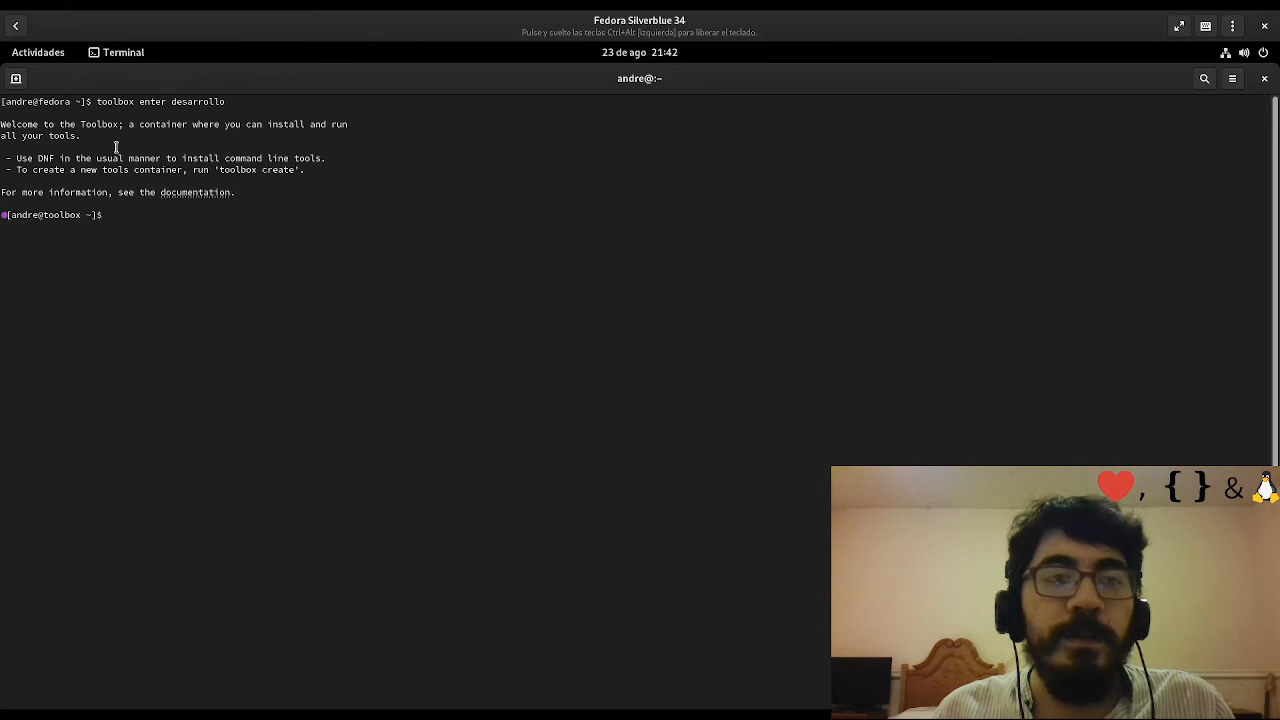 Fedora Silverblue 34
Pulse y suelte las teclas Ctrl+Alt [izquierda] para liberar el teclado.
Actividades Terminal 23 de ago 21:42
andre@:~
[andre@fedora ~]$ toolbox enter desarrollo
Welcome to the Toolbox; a container where you can install and run
all your tools.
- Use DNF in the usual manner to install command line tools.
- To create a new tools container, run 'toolbox create'.
For more information, see the documentation.
[andre@toolbox ~]$
❤️, { } & 🐧